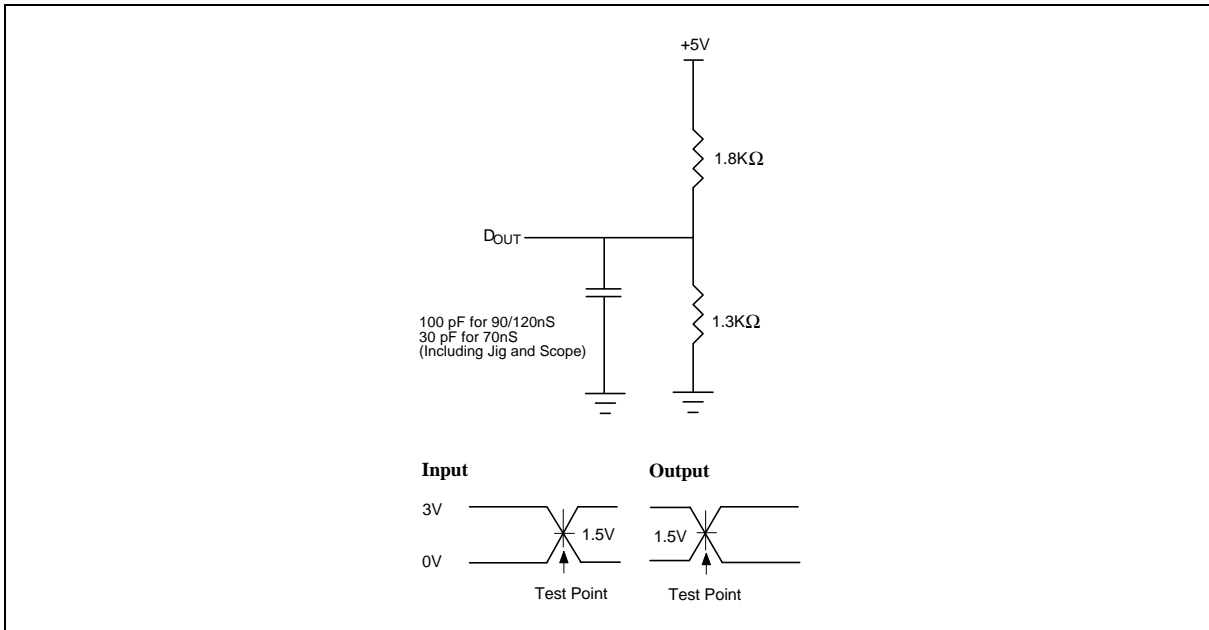 +5V
1.8KΩ
DOUT
1.3KΩ
100 pF for 90/120nS
30 pF for 70nS
(Including Jig and Scope)
Input
Output
3V
1.5V
1.5V
0V
Test Point
Test Point